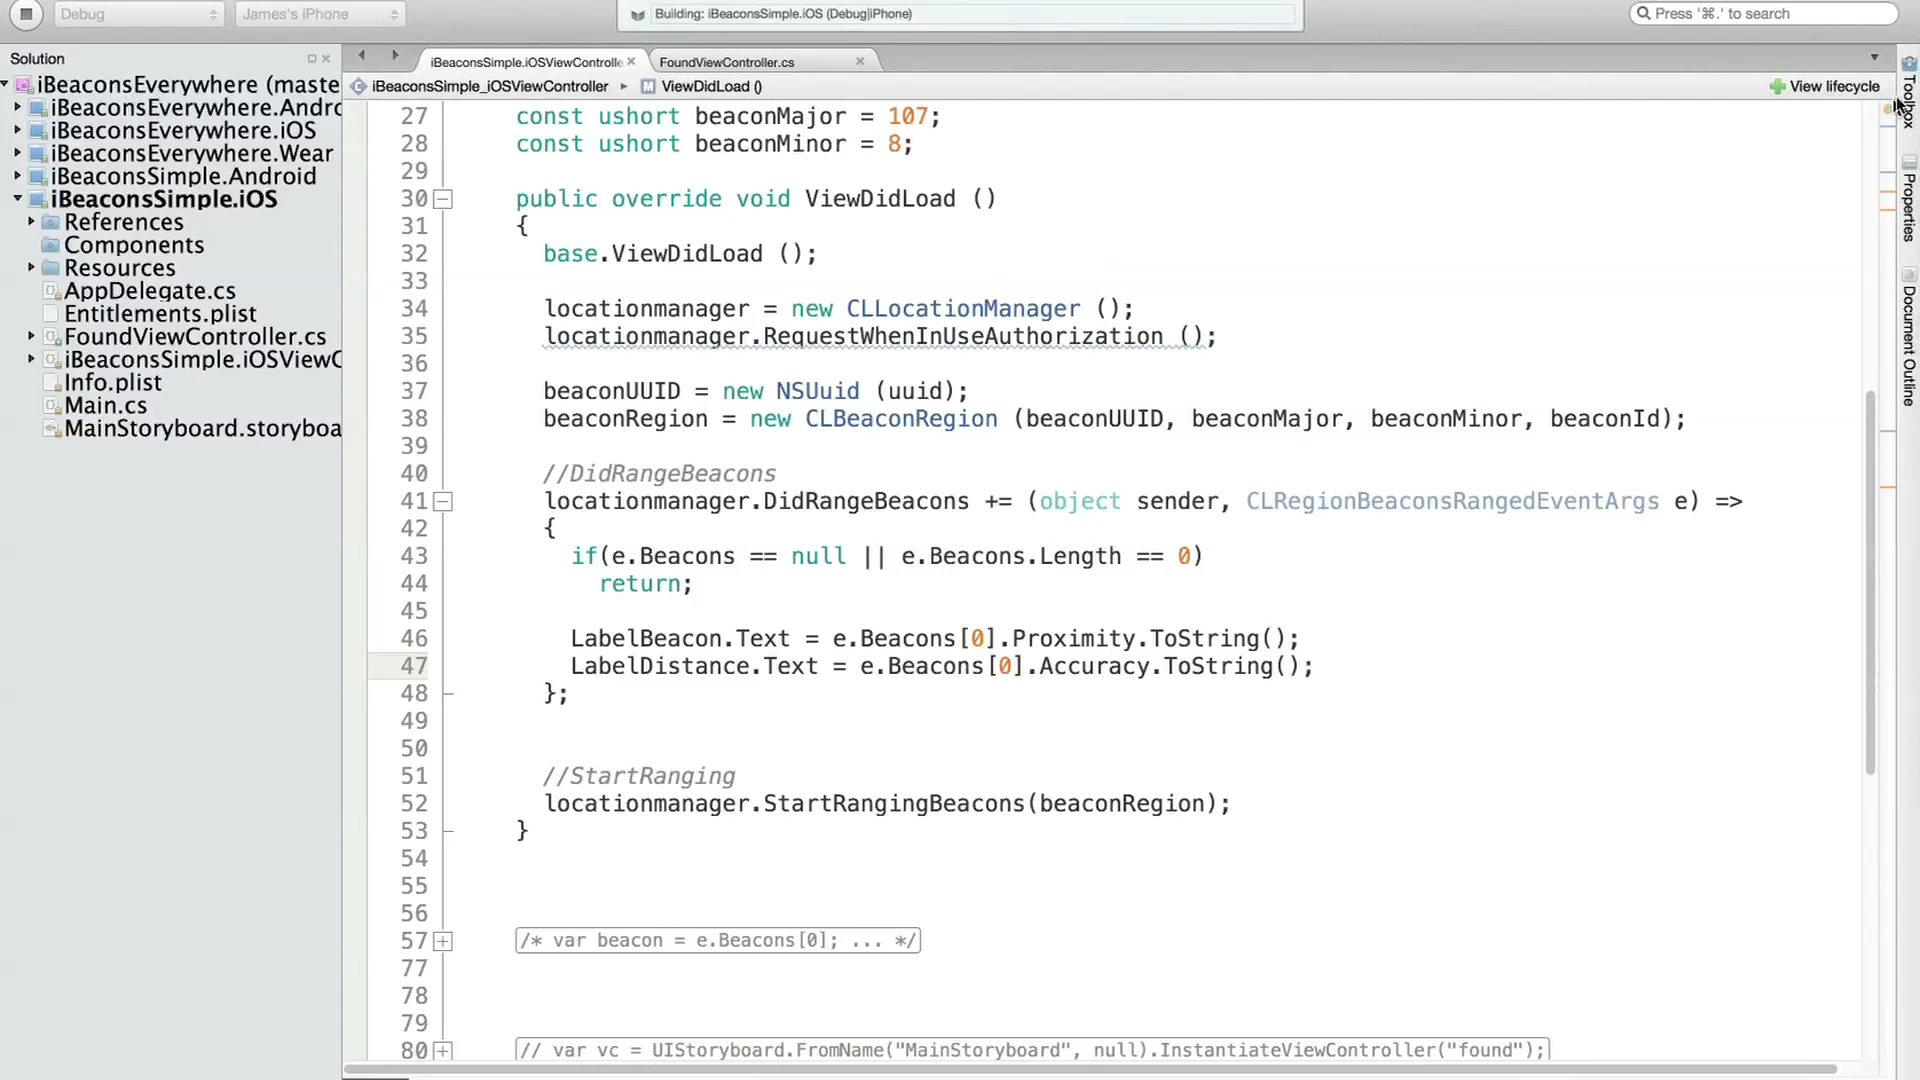 Debug
James's iPhone
Building: iBeaconsSimple.iOS (Debug|iPhone)
Press '⌘.' to search
Solution
iBeaconsEverywhere (maste
iBeaconsEverywhere.Andro
iBeaconsEverywhere.iOS
iBeaconsEverywhere.Wear
iBeaconsSimple.Android
iBeaconsSimple.iOS
References
Components
Resources
AppDelegate.cs
Entitlements.plist
FoundViewController.cs
iBeaconsSimple.iOSViewC
Info.plist
Main.cs
MainStoryboard.storyboa
iBeaconsSimple.iOSViewControlle
FoundViewController.cs
iBeaconsSimple_iOSViewController
ViewDidLoad ()
View lifecycle
27 const ushort beaconMajor = 107;
28 const ushort beaconMinor = 8;
29
30 public override void ViewDidLoad ()
31 {
32 base.ViewDidLoad ();
33
34 locationmanager = new CLLocationManager ();
35 locationmanager.RequestWhenInUseAuthorization ();
36
37 beaconUUID = new NSUuid (uuid);
38 beaconRegion = new CLBeaconRegion (beaconUUID, beaconMajor, beaconMinor, beaconId);
39
40 //DidRangeBeacons
41 locationmanager.DidRangeBeacons += (object sender, CLRegionBeaconsRangedEventArgs e) =>
42 {
43 if(e.Beacons == null || e.Beacons.Length == 0)
44 return;
45
46 LabelBeacon.Text = e.Beacons[0].Proximity.ToString();
47 LabelDistance.Text = e.Beacons[0].Accuracy.ToString();
48 };
49
50
51 //StartRanging
52 locationmanager.StartRangingBeacons(beaconRegion);
53 }
54
55
56
57 /* var beacon = e.Beacons[0]; ... */
77
78
79
80 // var vc = UIStoryboard.FromName("MainStoryboard", null).InstantiateViewController("found");
Toolbox
Properties
Document Outline